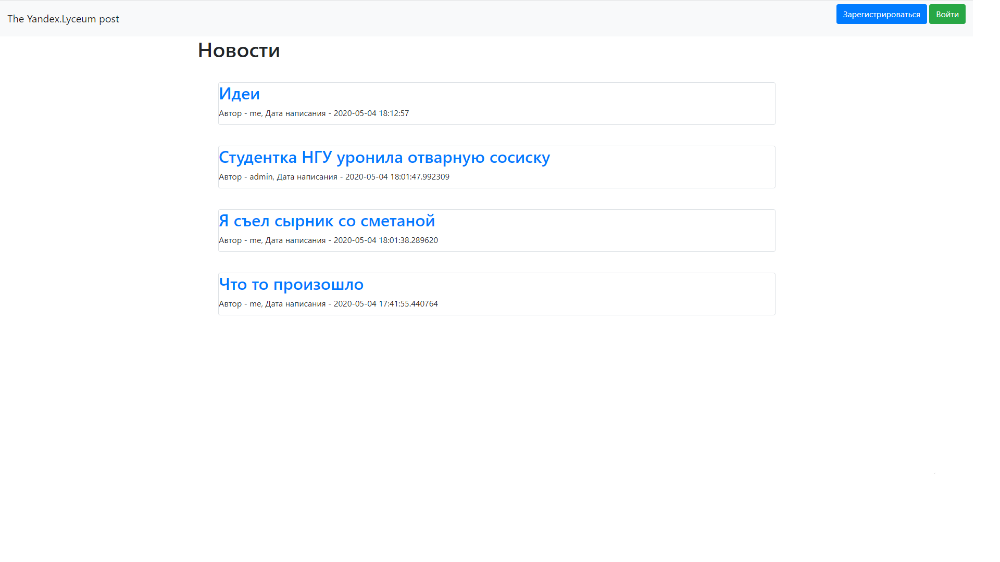 The Yandex.Lyceum post
Зарегистрироваться Войти
Новости
Идеи
Автор - me, Дата написания - 2020-05-04 18:12:57
Студентка НГУ уронила отварную сосиску
Автор - admin, Дата написания - 2020-05-04 18:01:47.992309
Я съел сырник со сметаной
Автор - me, Дата написания - 2020-05-04 18:01:38.289620
Что то произошло
Автор - me, Дата написания - 2020-05-04 17:41:55.440764